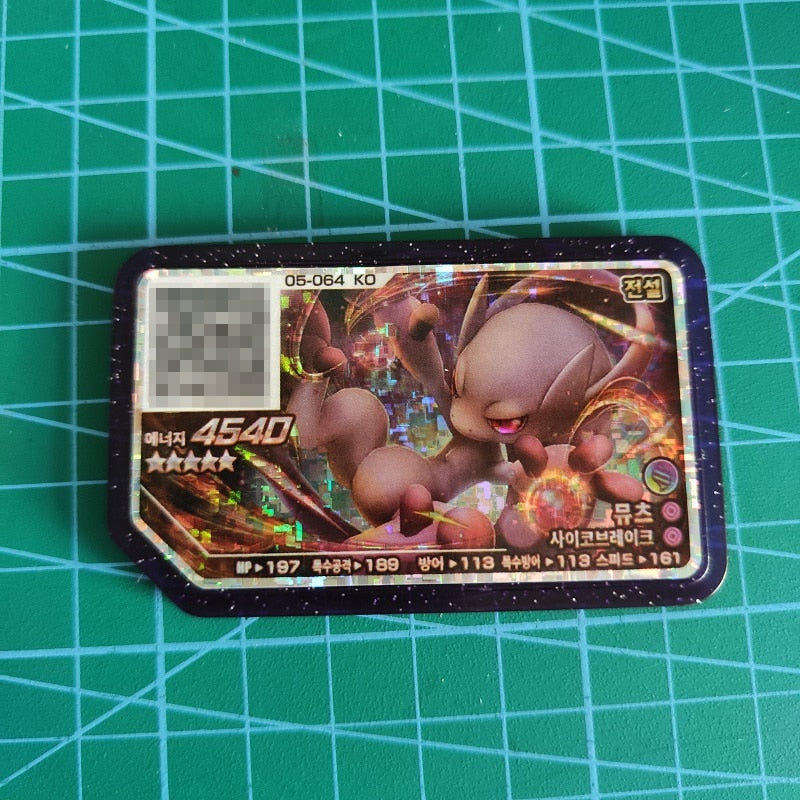 05-064 KO
전설
에너지 4540
뮤츠
사이코브레이크
HP▶197 특수공격▶189 방어▶113 특수방어▶113 스피드▶161